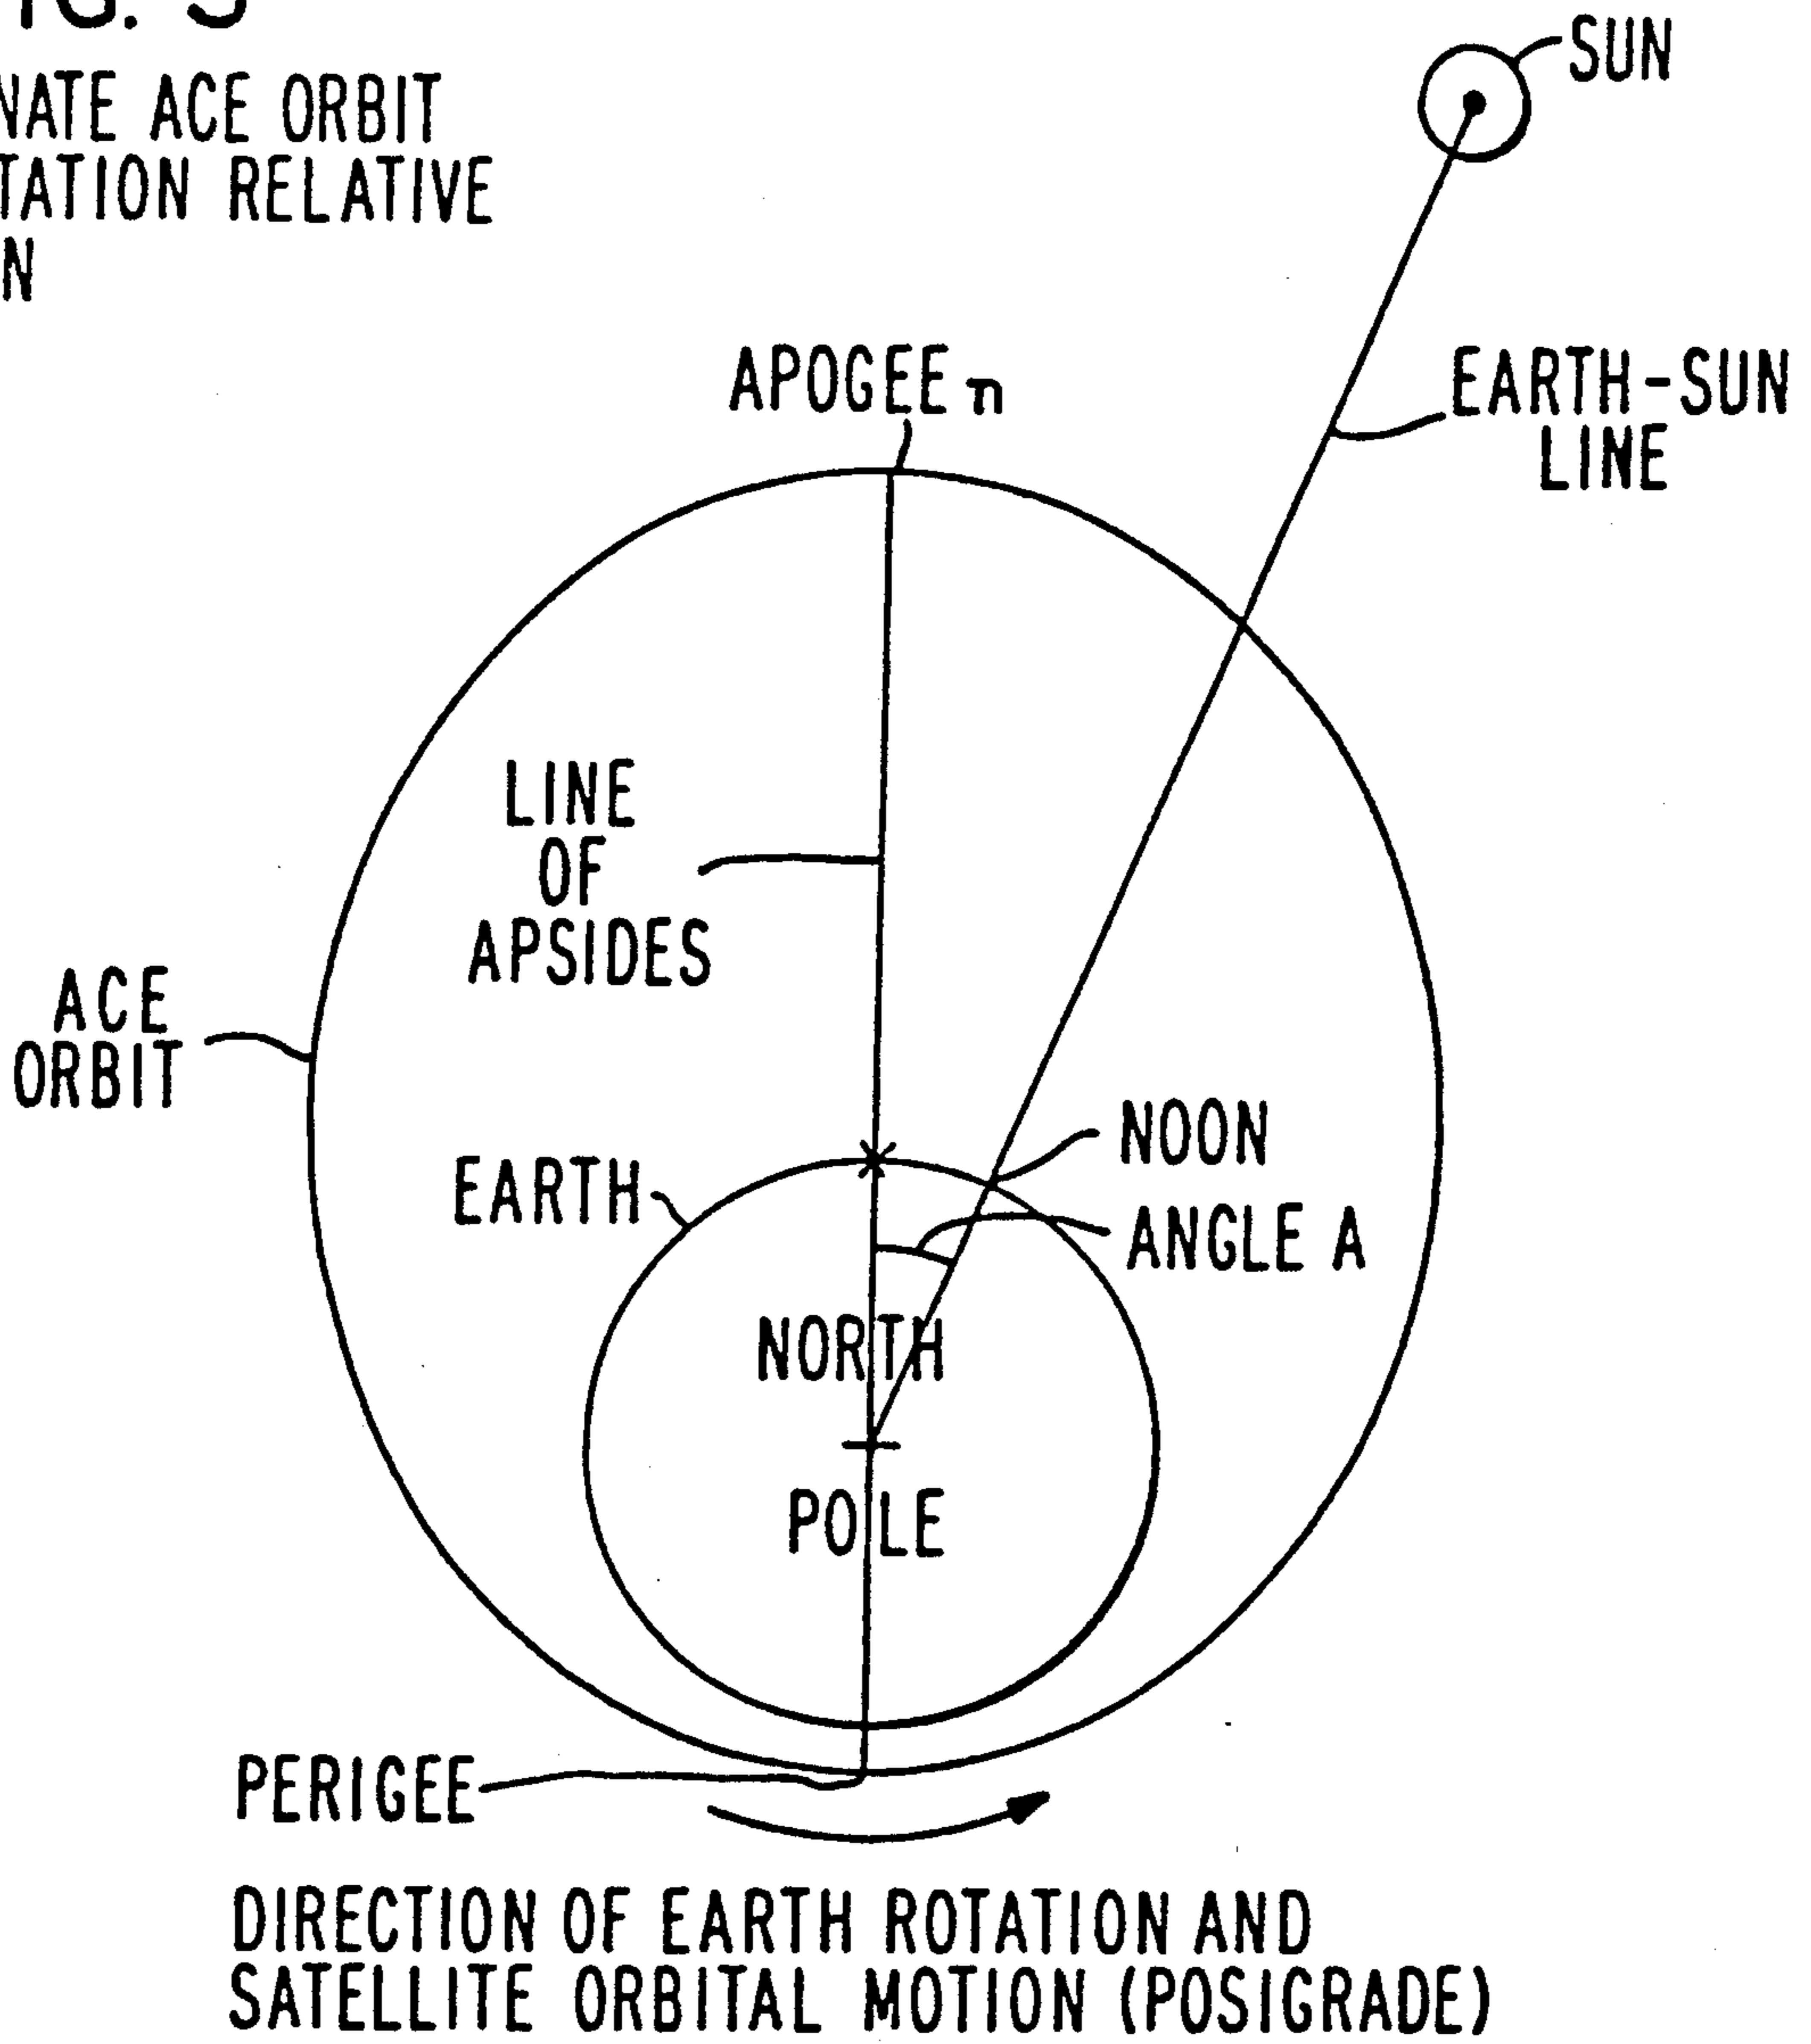 NATE ACE ORBIT
TATION RELATIVE
N
SUN
APOGEE n
EARTH-SUN
LINE
LINE
OF
APSIDES
ACE
ORBIT
NOON
EARTH
ANGLE A
NORTH
POLE
PERIGEE
DIRECTION OF EARTH ROTATION AND
SATELLITE ORBITAL MOTION (POSIGRADE)